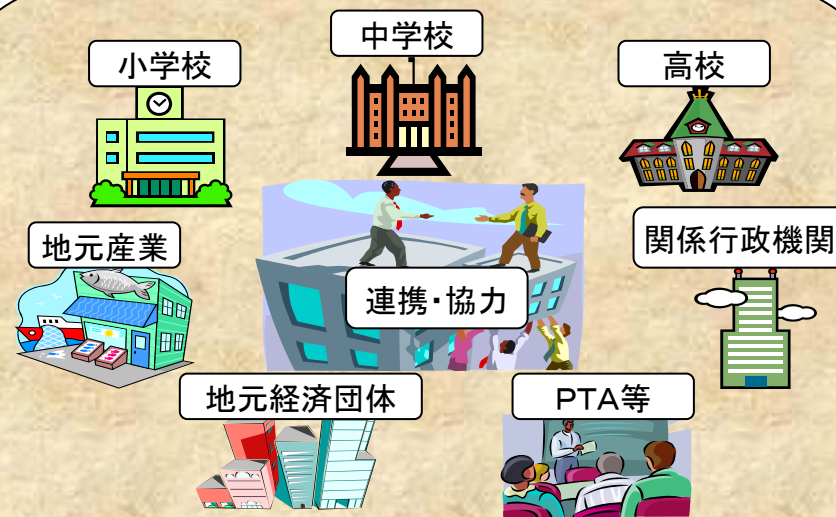 小学校
中学校
高校
地元産業
関係行政機関
連携・協力
地元経済団体
PTA等